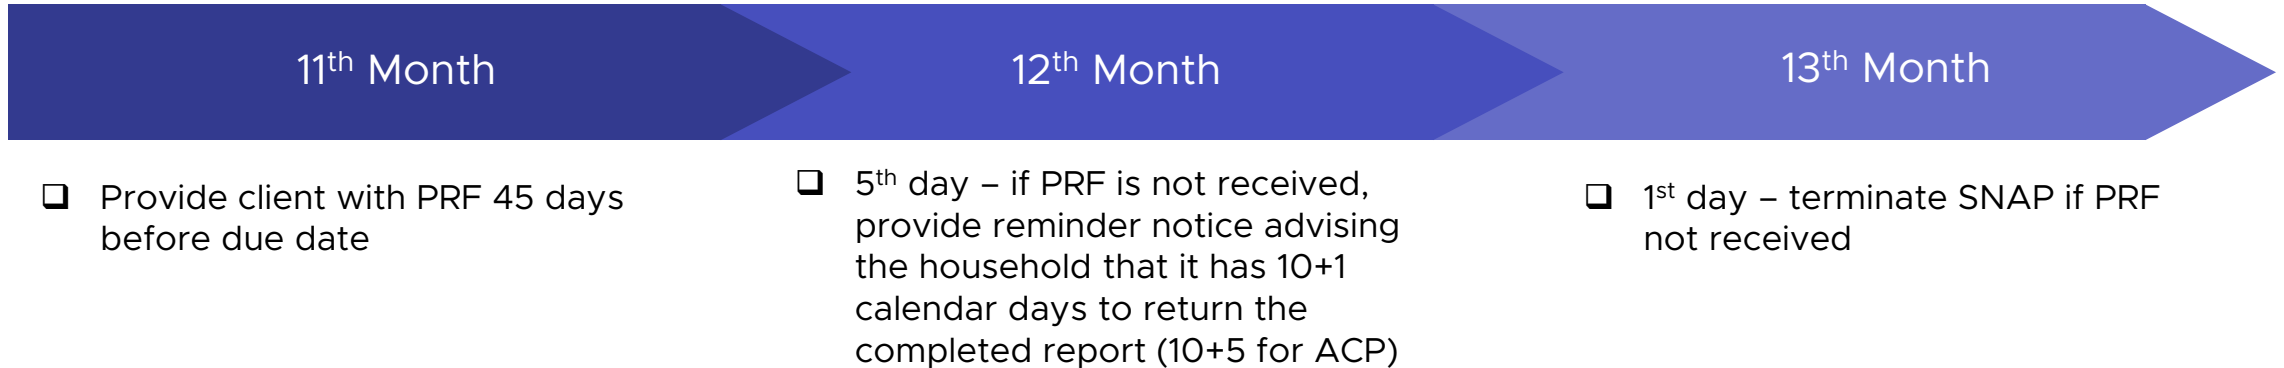 11th Month
12th Month
13th Month
❑ Provide client with PRF 45 days
before due date
❑ 5th day – if PRF is not received,
provide reminder notice advising
the household that it has 10+1
calendar days to return the
completed report (10+5 for ACP)
❑ 1st day – terminate SNAP if PRF
not received